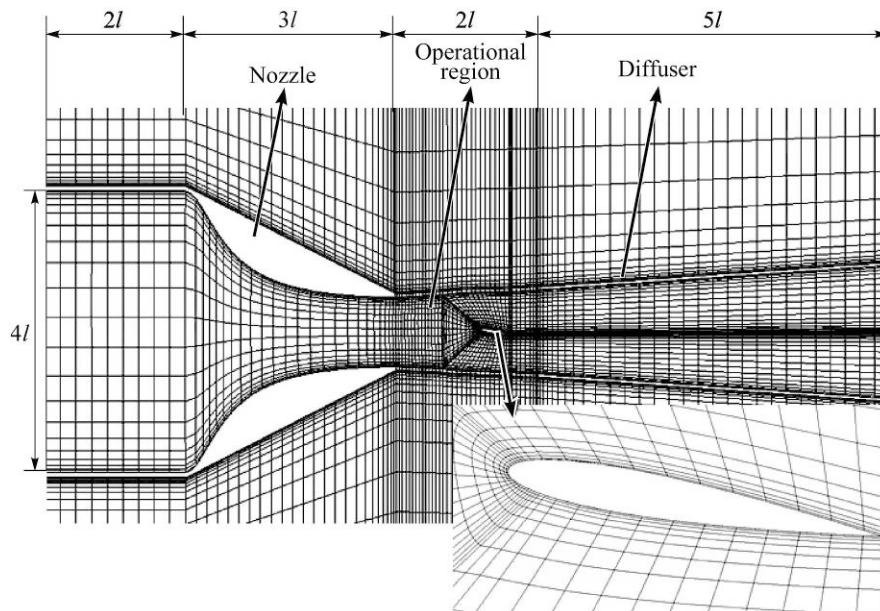 2l
3l
2l
5l
Nozzle
Operational
region
Diffuser
4l